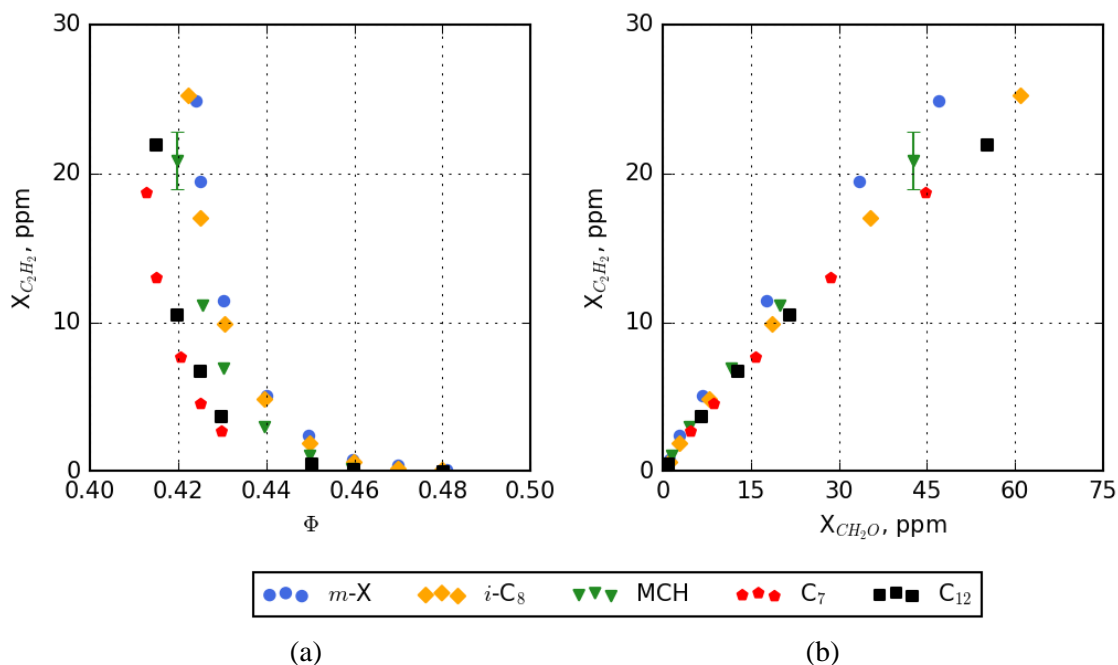 X_{C_2H_2}, ppm
30
20
10
0
0.40 0.42 0.44 0.46 0.48 0.50
Φ
X_{C_2H_2}, ppm
30
20
10
0
0 15 30 45 60 75
X_{CH_2O}, ppm
m-X i-C_8 MCH C_7 C_{12}
(a) (b)